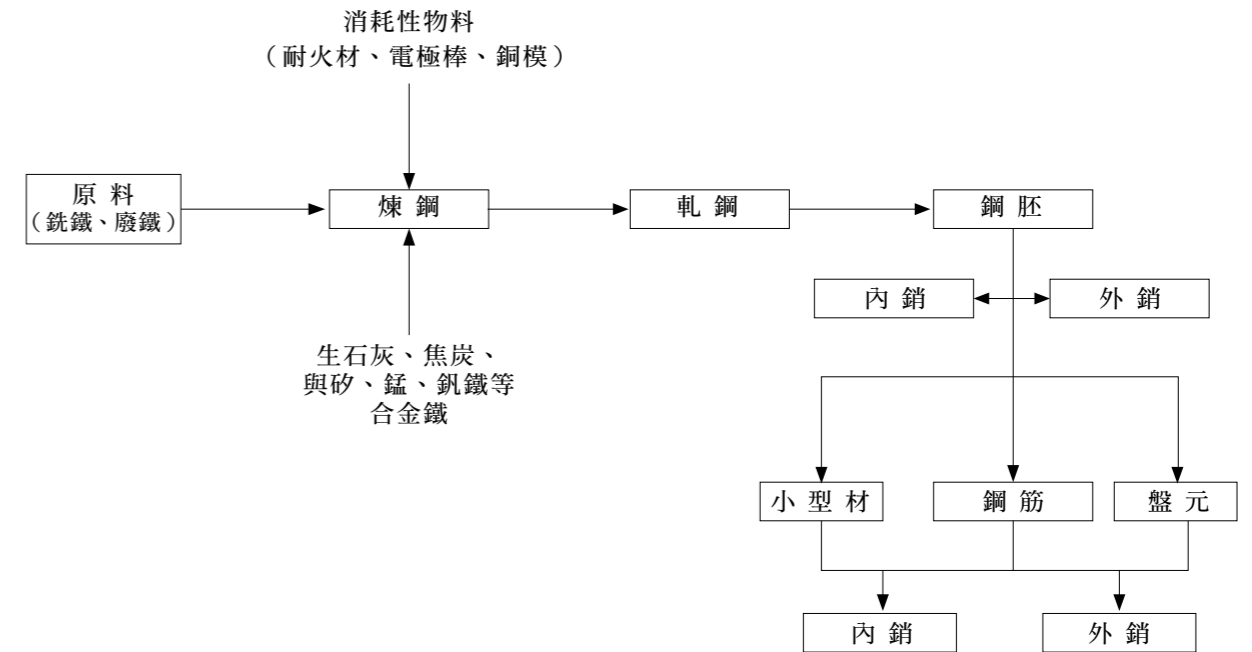 消耗性物料
（耐火材、電極棒、銅模）
原料
（銑鐵、廢鐵）
煉鋼
軋鋼
鋼胚
內銷
外銷
生石灰、焦炭、
與矽、錳、釩鐵等
合金鐵
小型材
鋼筋
盤元
內銷
外銷